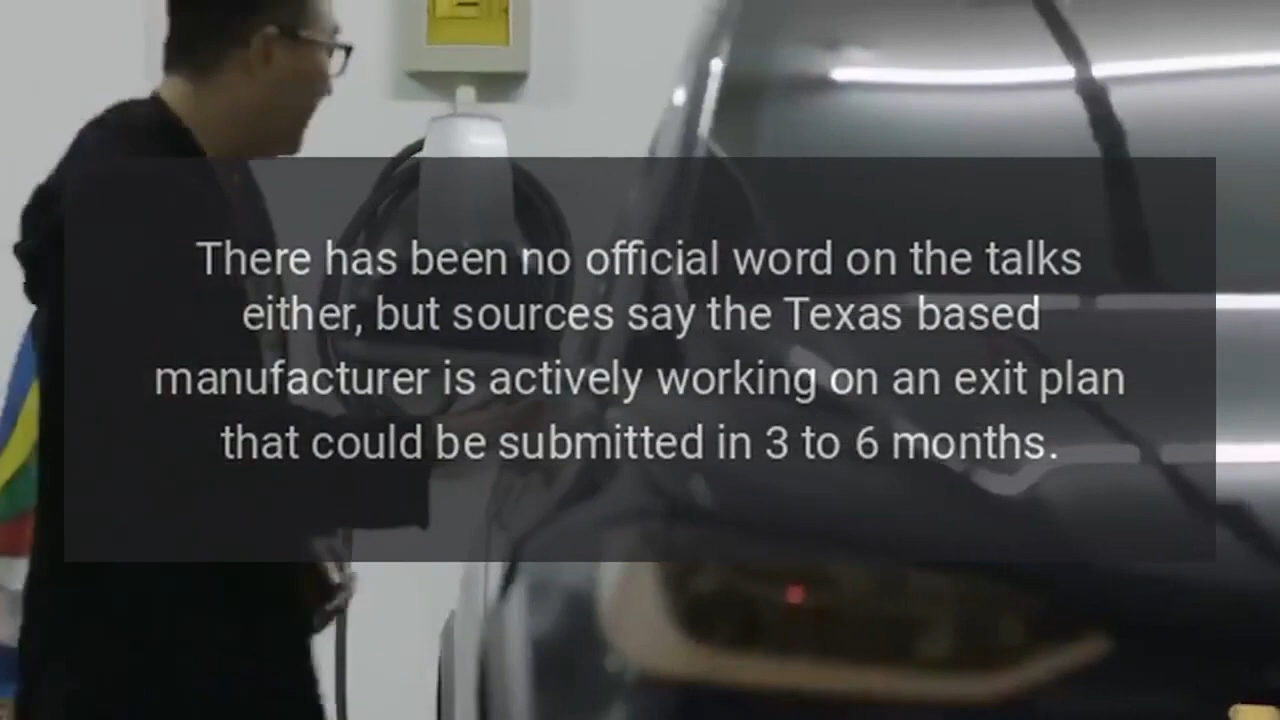 There has been no official word on the talks
either, but sources say the Texas based
manufacturer is actively working on an exit plan
that could be submitted in 3 to 6 months.